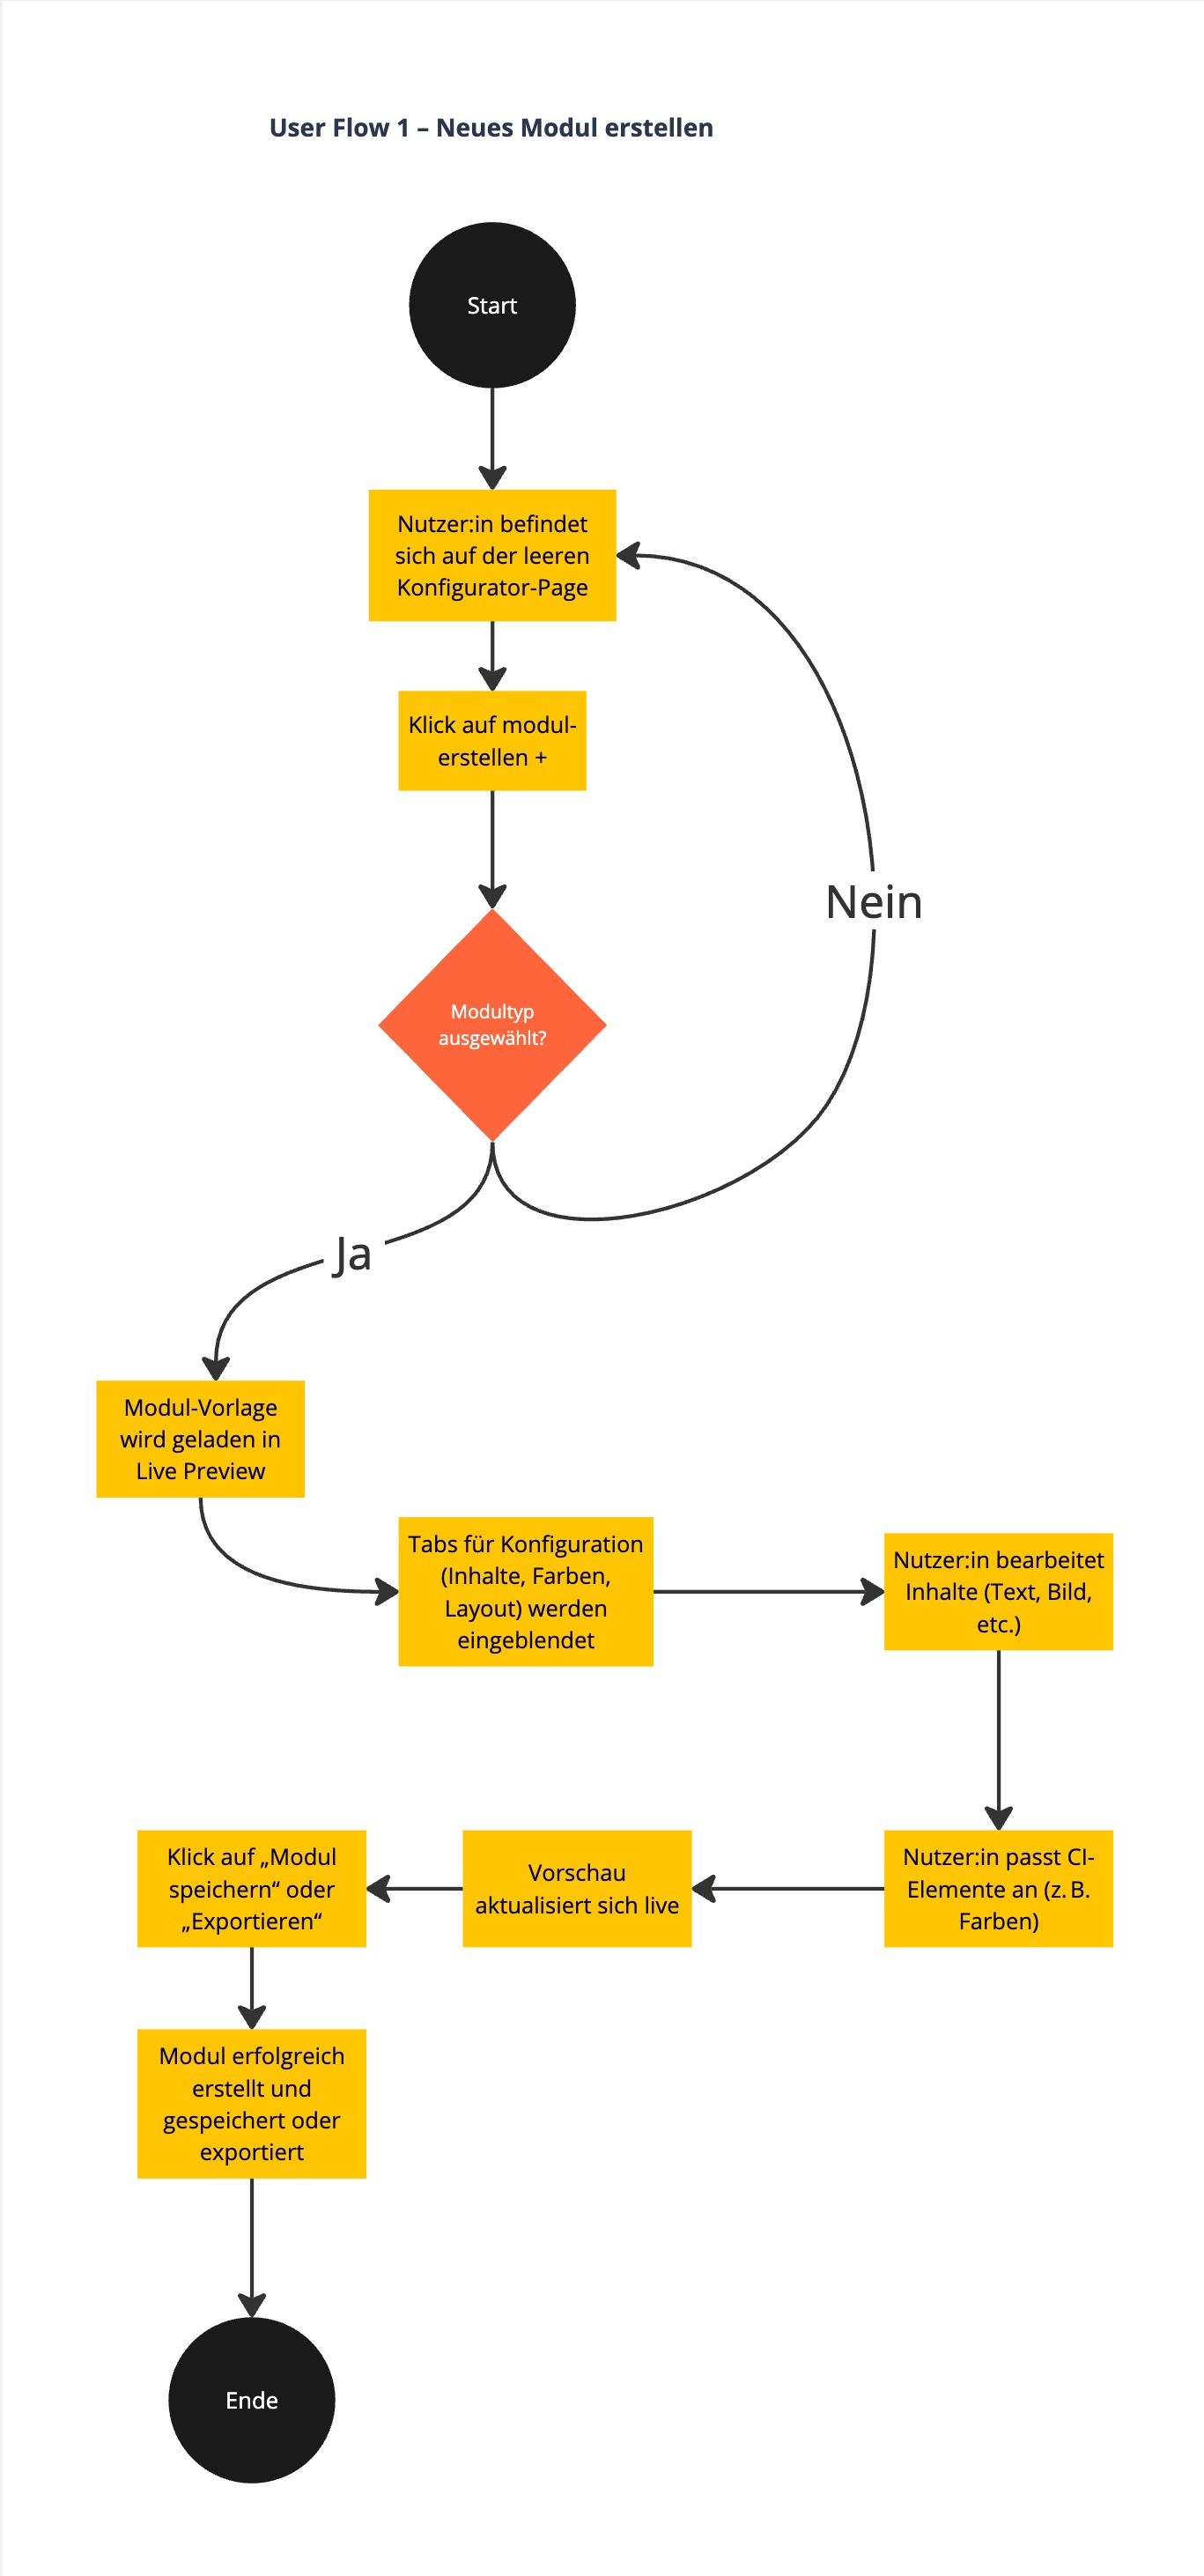 User Flow 1 – Neues Modul erstellen
Start
Nutzer:in befindet
sich auf der leeren
Konfigurator-Page
Klick auf modul-
erstellen +
Nein
Modultyp
ausgewählt?
Ja
Modul-Vorlage
wird geladen in
Live Preview
Tabs für Konfiguration
(Inhalte, Farben,
Layout) werden
eingeblendet
Nutzer:in bearbeitet
Inhalte (Text, Bild,
etc.)
Nutzer:in passt CI-
Elemente an (z. B.
Farben)
Vorschau
aktualisiert sich live
Klick auf „Modul
speichern“ oder
„Exportieren“
Modul erfolgreich
erstellt und
gespeichert oder
exportiert
Ende